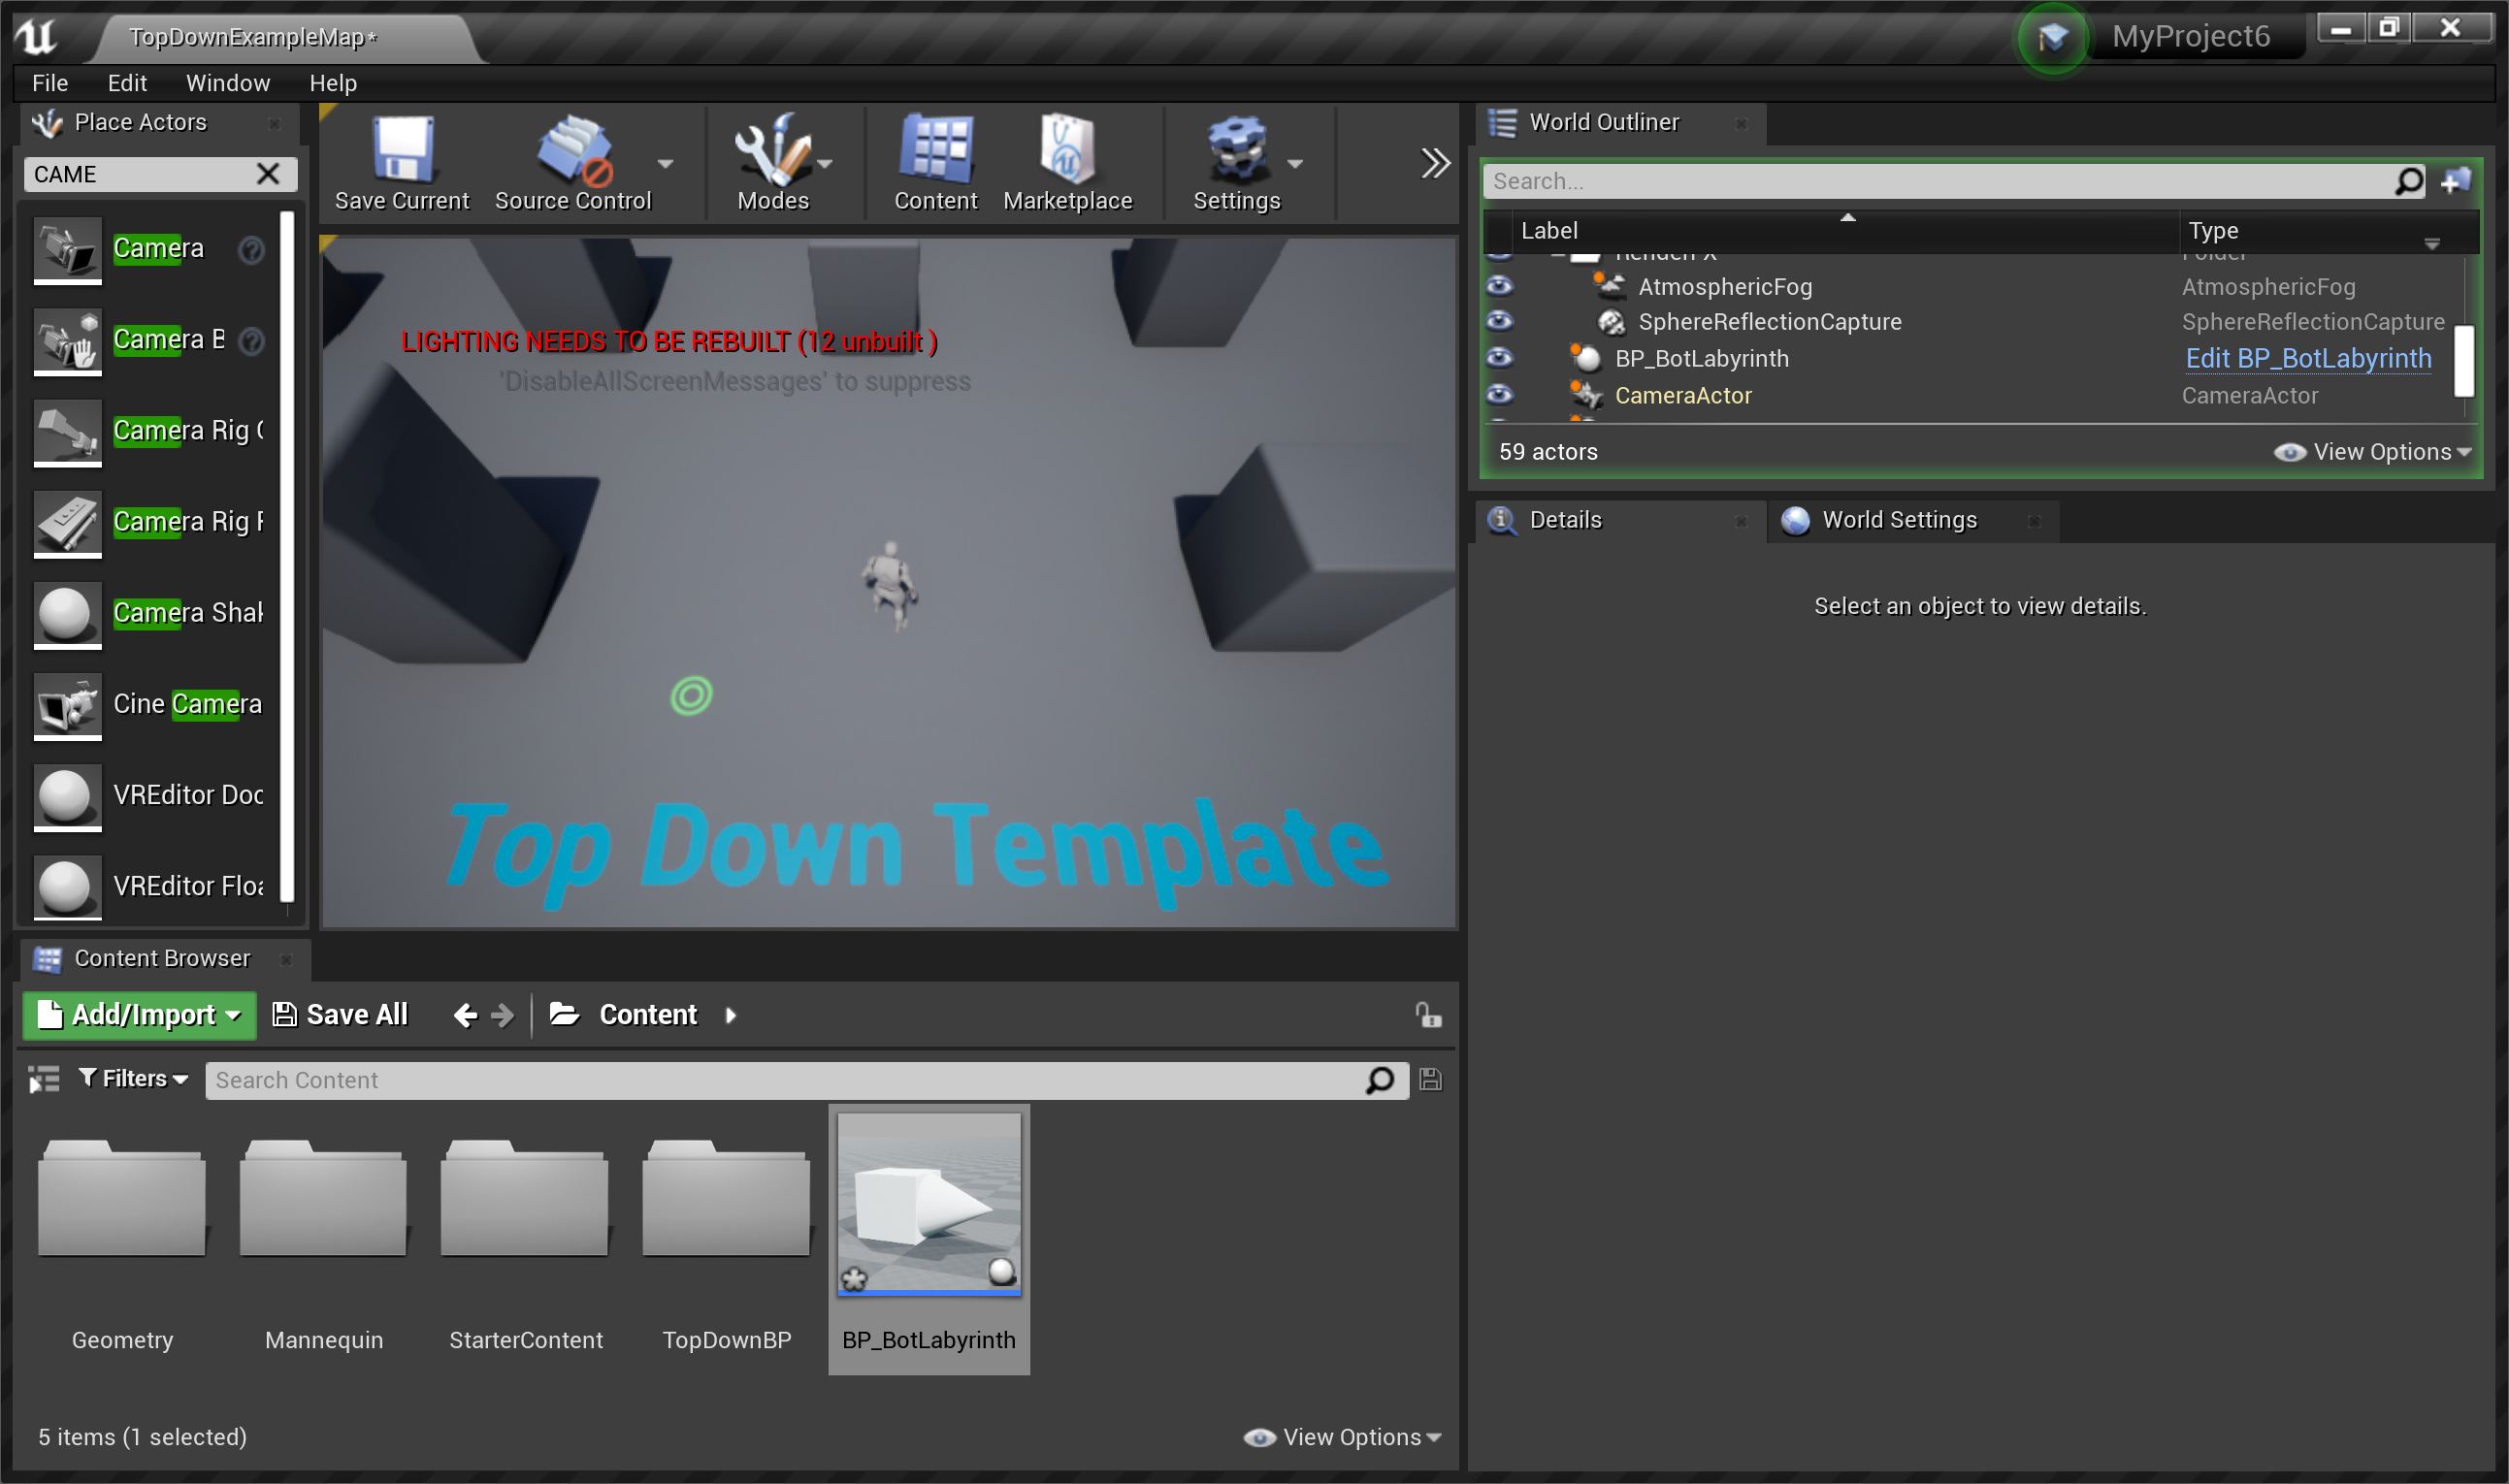 TopDownExampleMap*
MyProject6
File Edit Window Help
Place Actors
CAME
Camera
Camera B
Camera Rig
Camera Rig
Camera Shak
Cine Camera
VREditor Doc
VREditor Floa
Save Current
Source Control
Modes
Content
Marketplace
Settings
LIGHTING NEEDS TO BE REBUILT (12 unbuilt )
'DisableAllScreenMessages' to suppress
Top Down Template
World Outliner
Search...
Label Type
RenderFX Folder
AtmosphericFog AtmosphericFog
SphereReflectionCapture SphereReflectionCapture
BP_BotLabyrinth Edit BP_BotLabyrinth
CameraActor CameraActor
59 actors View Options
Details World Settings
Select an object to view details.
Content Browser
Add/Import Save All Content
Filters Search Content
Geometry
Mannequin
StarterContent
TopDownBP
BP_BotLabyrinth
5 items (1 selected) View Options